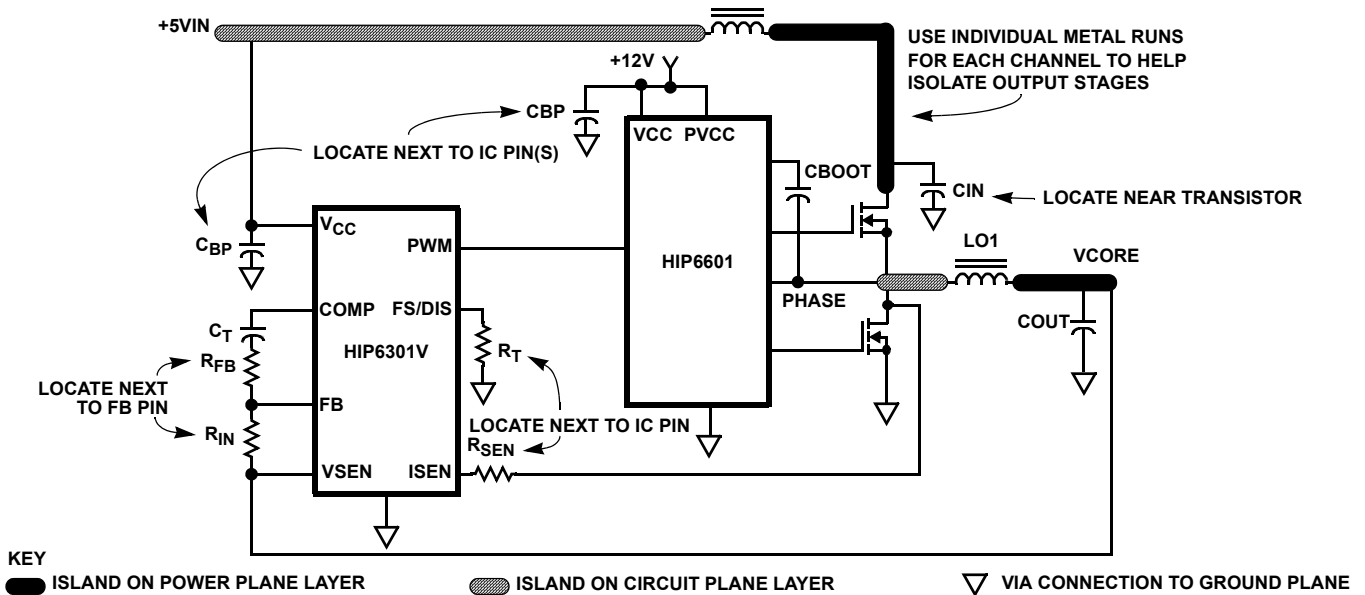 +5VIN
USE INDIVIDUAL METAL RUNS
FOR EACH CHANNEL TO HELP
ISOLATE OUTPUT STAGES
+12V
CBP
VCC PVCC
LOCATE NEXT TO IC PIN(S)
CBOOT
CIN
LOCATE NEAR TRANSISTOR
VCC
CBP
PWM
HIP6601
LO1
VCORE
PHASE
COMP
FS/DIS
CT
COUT
RFB
HIP6301V
RT
LOCATE NEXT
TO FB PIN
FB
RIN
LOCATE NEXT TO IC PIN
RSEN
VSEN
ISEN
KEY
ISLAND ON POWER PLANE LAYER
ISLAND ON CIRCUIT PLANE LAYER
VIA CONNECTION TO GROUND PLANE